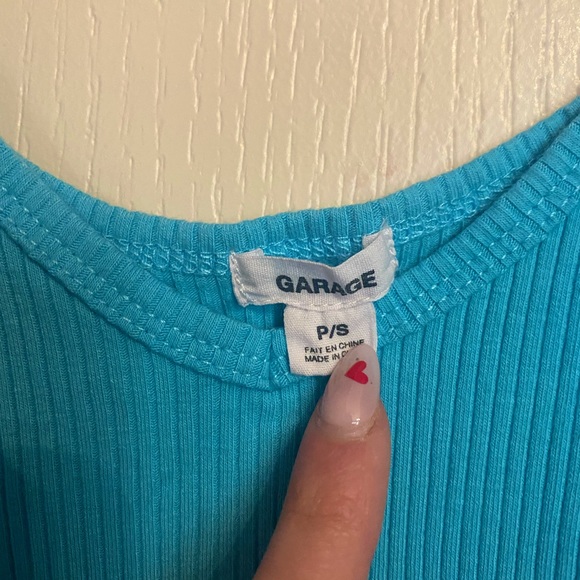 GARAGE
P/S
FAIT EN CHINE
MADE IN